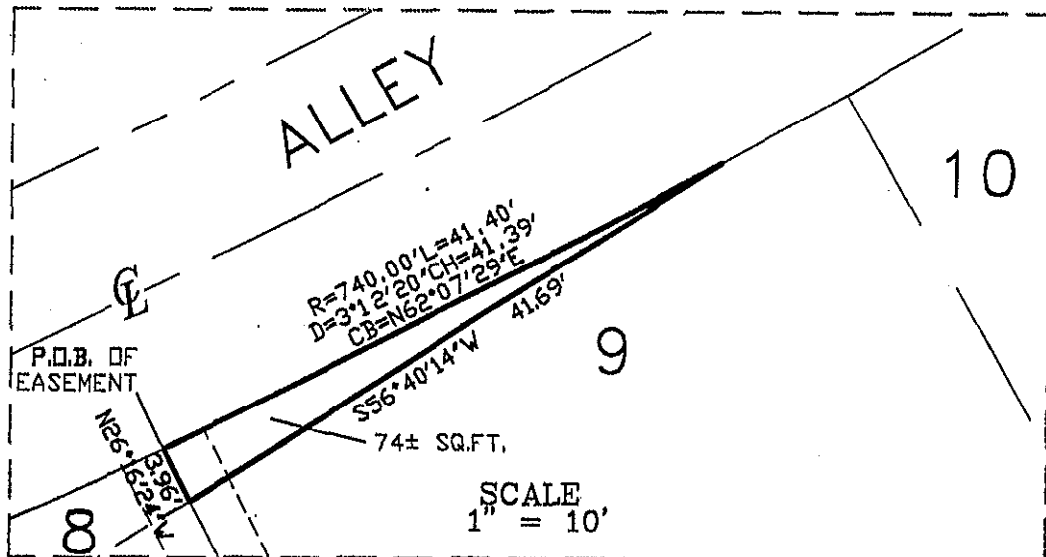 ALLEY
10
R=740.00'L=41.40'
D=3°12'20"CH=41.39'
CB=N62°07'29"E
℄
41.69'
9
S56°40'14"W
P.O.B. OF
EASEMENT
74± SQ.FT.
N26°16'24"W
3.96'
SCALE
1" = 10'
8